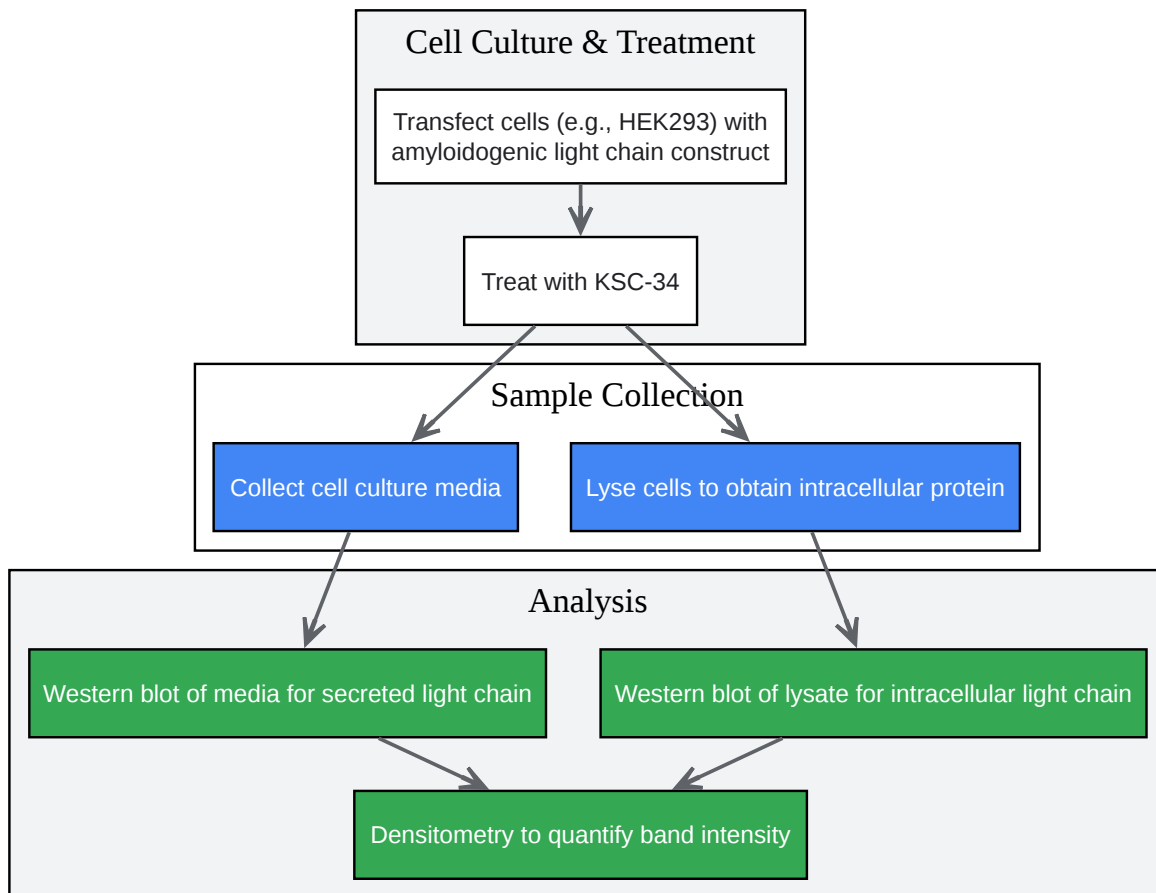 Cell Culture & Treatment
Transfect cells (e.g., HEK293) with
amyloidogenic light chain construct
Treat with KSC-34
Sample Collection
Collect cell culture media
Lyse cells to obtain intracellular protein
Analysis
Western blot of media for secreted light chain
Western blot of lysate for intracellular light chain
Densitometry to quantify band intensity